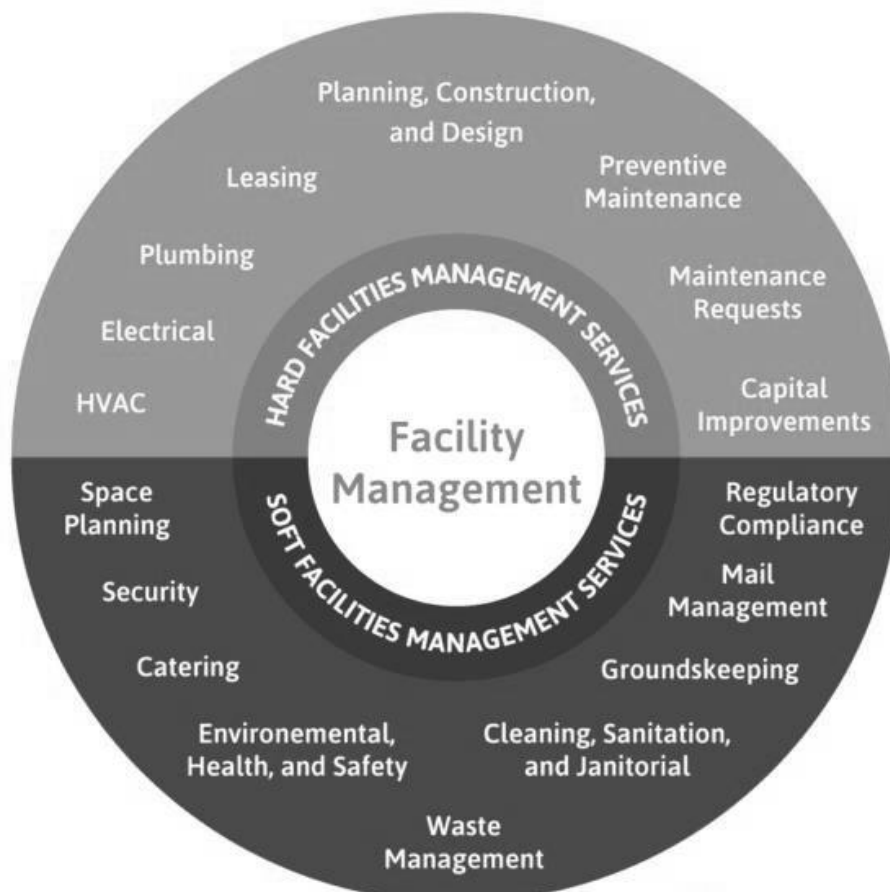 Planning, Construction,
and Design
Leasing
Preventive
Maintenance
Plumbing
Maintenance
Requests
Electrical
HVAC
Capital
Improvements
HARD FACILITIES MANAGEMENT SERVICES
Facility
Management
SOFT FACILITIES MANAGEMENT SERVICES
Space
Planning
Regulatory
Compliance
Security
Mail
Management
Catering
Groundskeeping
Environemental,
Health, and Safety
Cleaning, Sanitation,
and Janitorial
Waste
Management